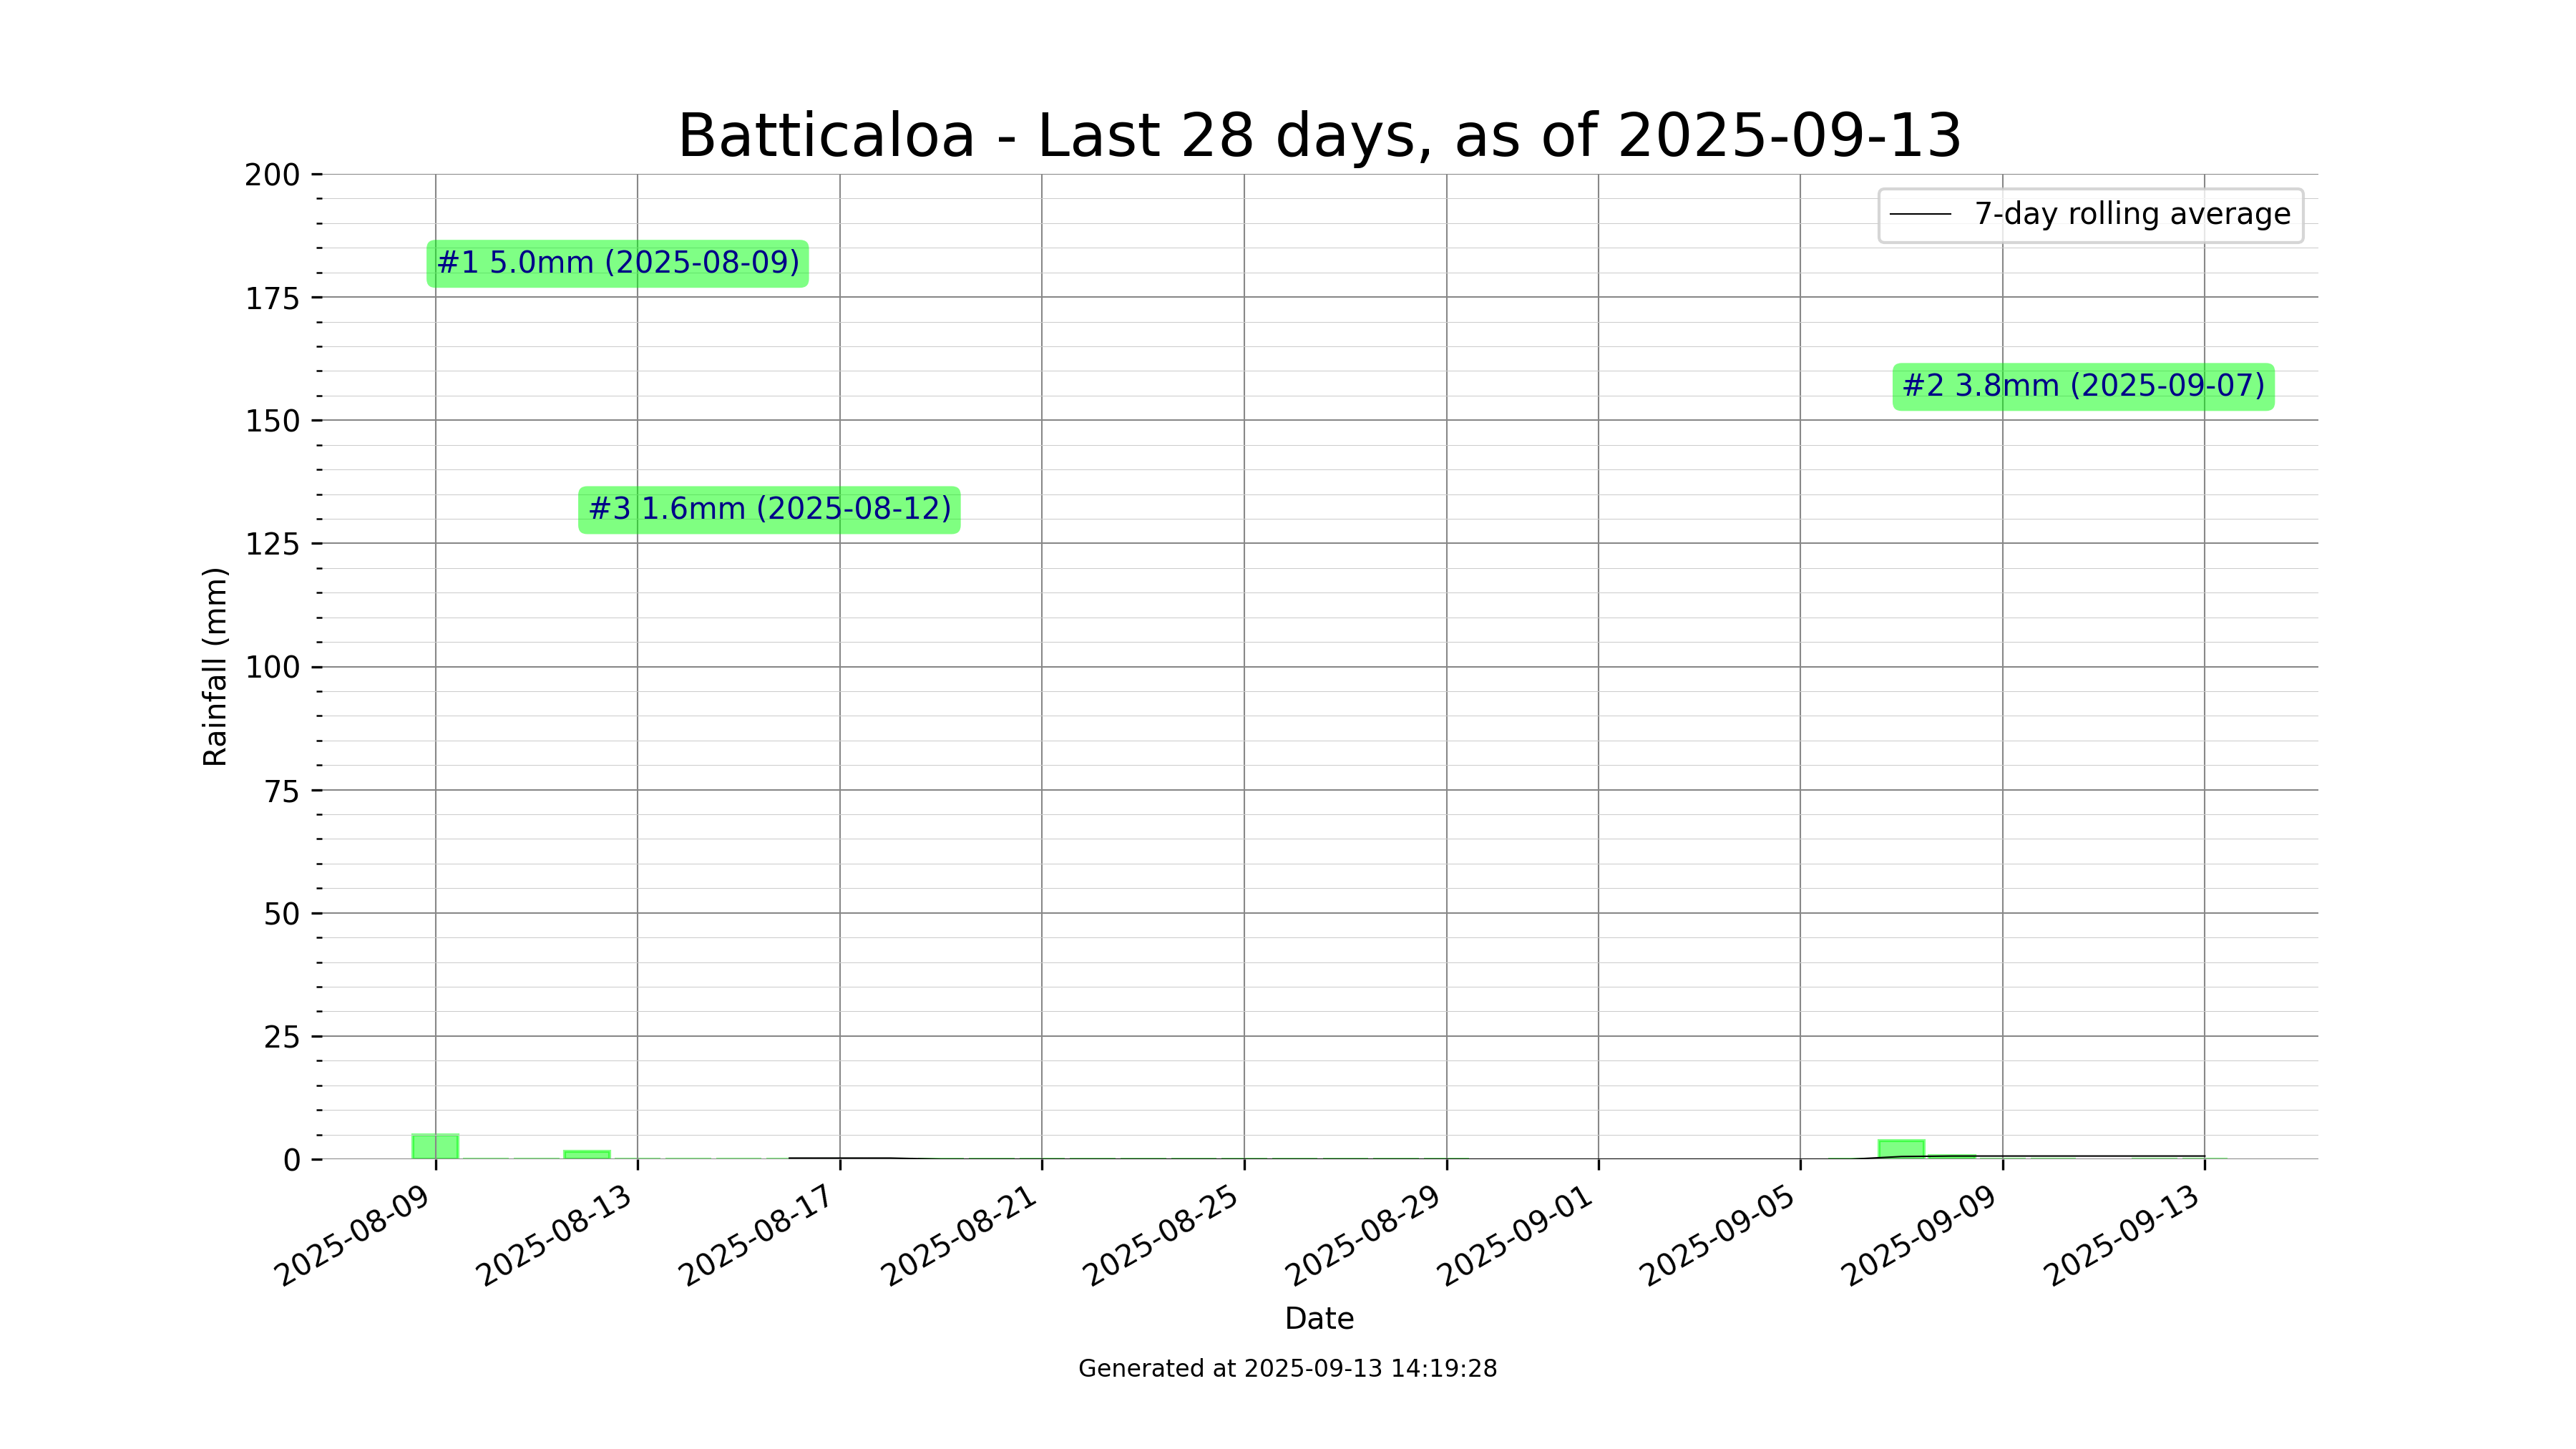 Batticaloa - Last 28 days, as of 2025-09-13
200
7-day rolling average
#1 5.0mm (2025-08-09)
175
#2 3.8mm (2025-09-07)
150
#3 1.6mm (2025-08-12)
125
Rainfall (mm)
100
75
50
25
0
2025-08-09
2025-08-13
2025-08-17
2025-08-21
2025-08-25
2025-08-29
2025-09-01
2025-09-05
2025-09-09
2025-09-13
Date
Generated at 2025-09-13 14:19:28